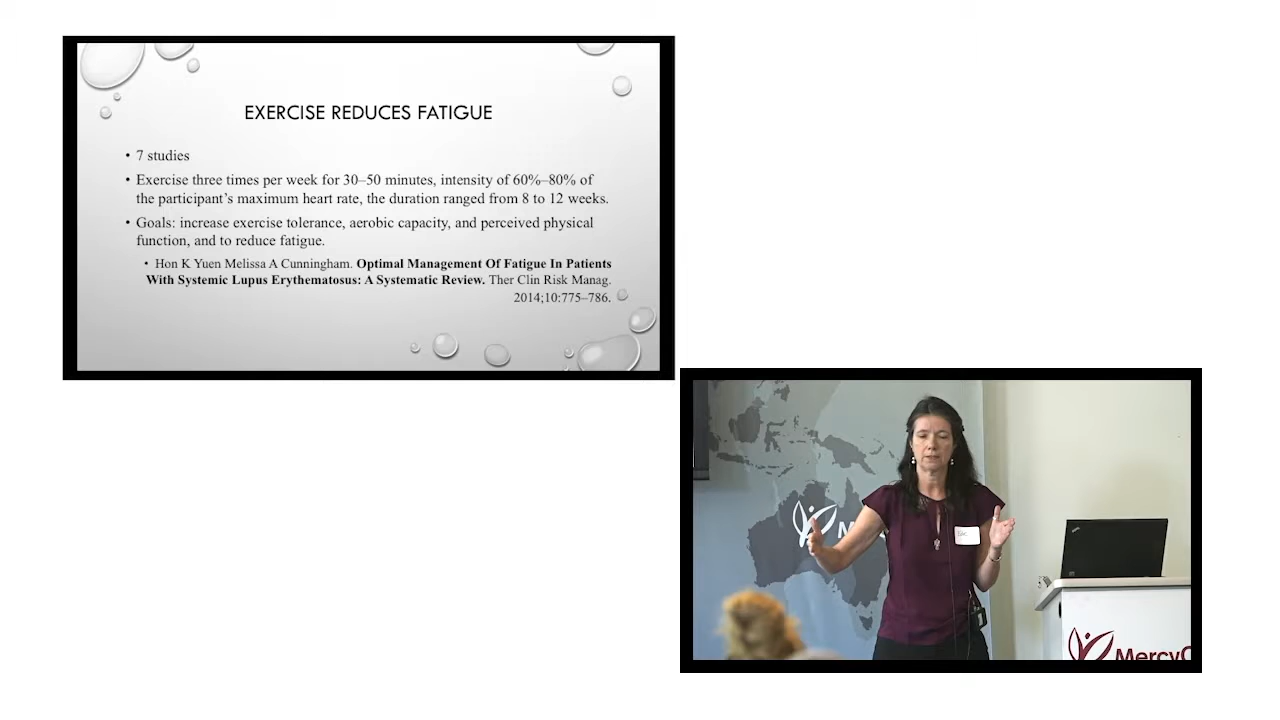 EXERCISE REDUCES FATIGUE
• 7 studies
• Exercise three times per week for 30–50 minutes, intensity of 60%–80% of
the participant’s maximum heart rate, the duration ranged from 8 to 12 weeks.
• Goals: increase exercise tolerance, aerobic capacity, and perceived physical
function, and to reduce fatigue.
• Hon K Yuen Melissa A Cunningham. Optimal Management Of Fatigue In Patients
With Systemic Lupus Erythematosus: A Systematic Review. Ther Clin Risk Manag.
2014;10:775–786.
M
MercyC